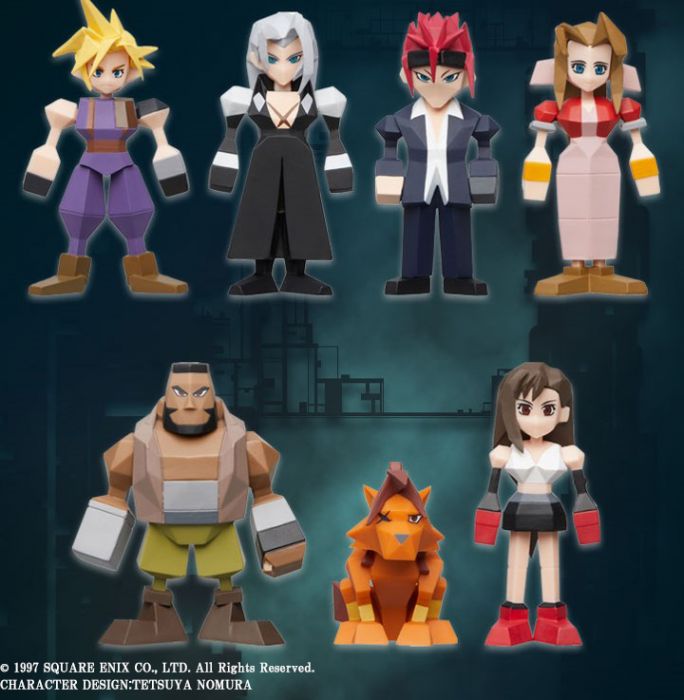 © 1997 SQUARE ENIX CO., LTD. All Rights Reserved.
CHARACTER DESIGN:TETSUYA NOMURA